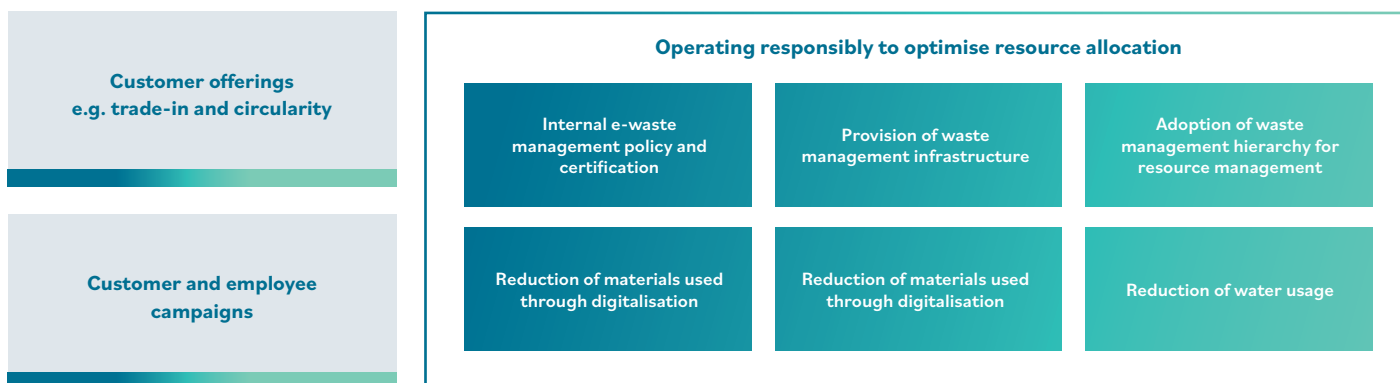 Customer offerings
e.g. trade-in and circularity
Customer and employee
campaigns
Operating responsibly to optimise resource allocation
Internal e-waste
management policy and
certification
Provision of waste
management infrastructure
Adoption of waste
management hierarchy for
resource management
Reduction of materials used
through digitalisation
Reduction of materials used
through digitalisation
Reduction of water usage